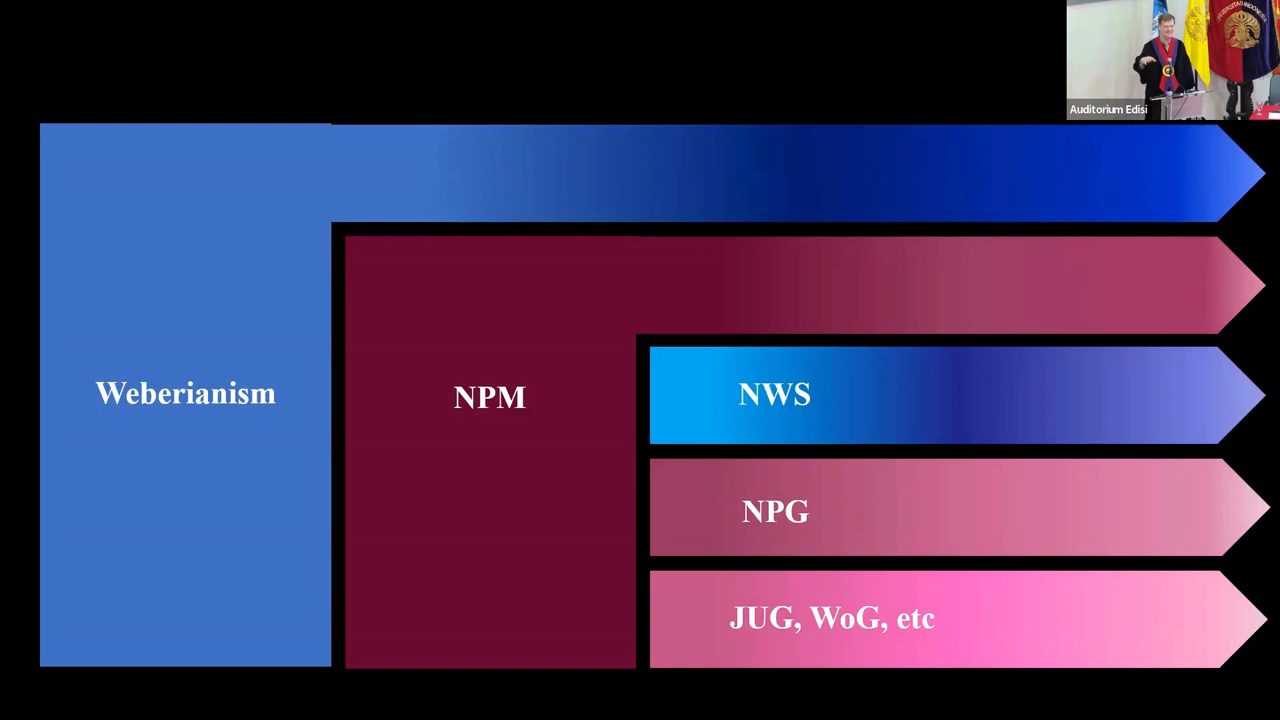 Auditorium Edisi
Weberianism
NPM
NWS
NPG
JUG, WoG, etc